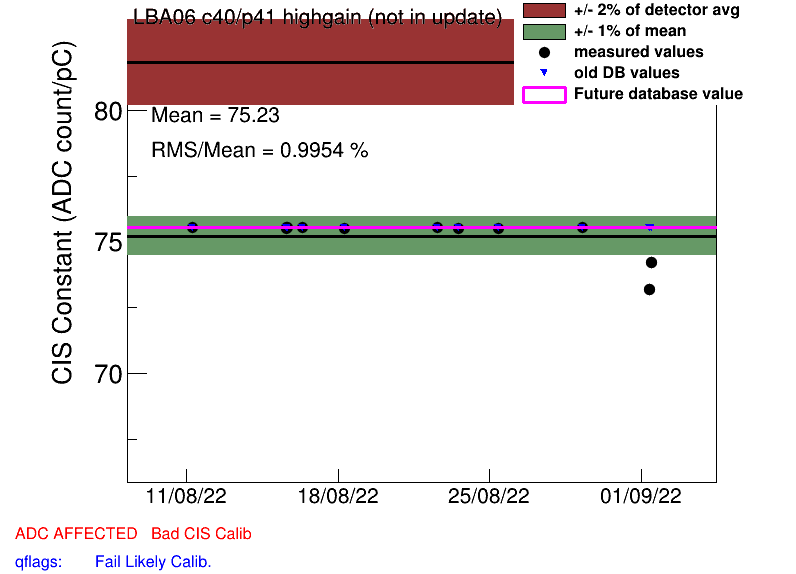 LBA06 c40/p41 highgain (not in update)
+/- 2% of detector avg
+/- 1% of mean
measured values
old DB values
Future database value
Mean = 75.23
RMS/Mean = 0.9954 %
CIS Constant (ADC count/pC)
80
75
70
11/08/22 18/08/22 25/08/22 01/09/22
ADC AFFECTED Bad CIS Calib
qflags: Fail Likely Calib.